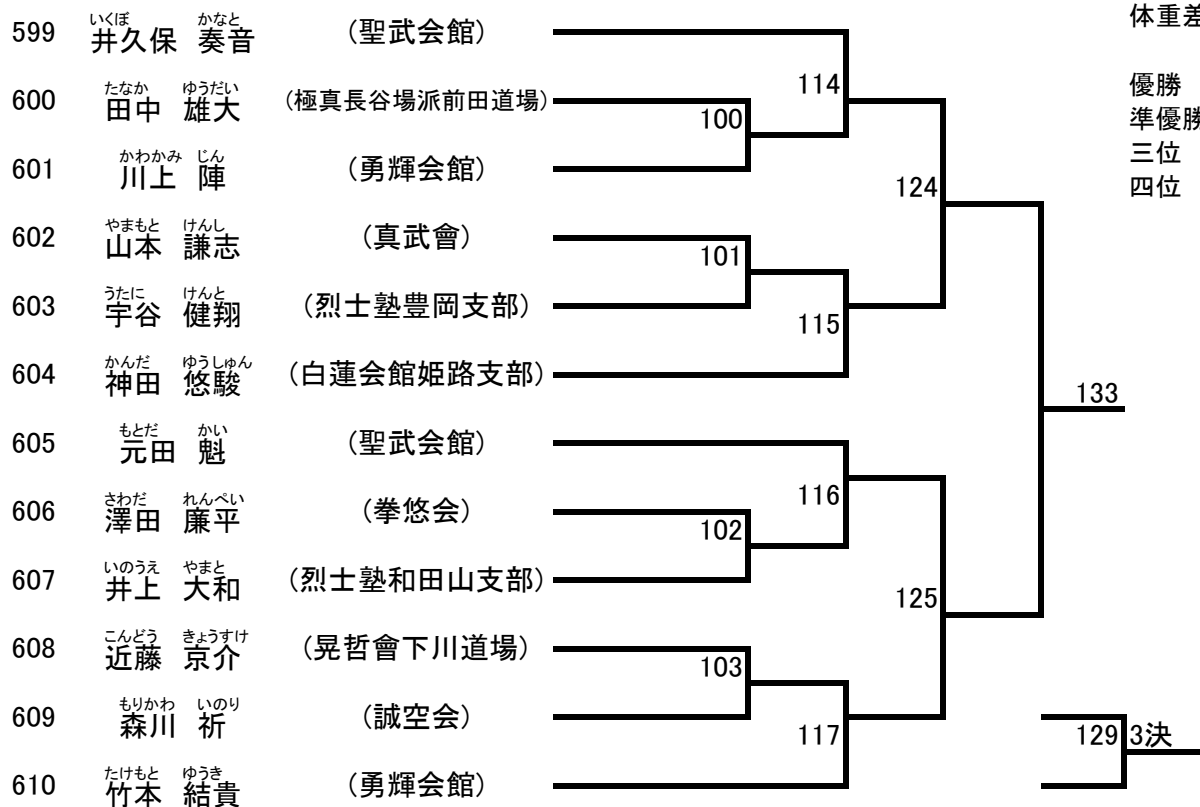 599 井久保 奏音 いくぼ かなと (聖武会館)
600 田中 雄大 たなか ゆうだい (極真長谷場派前田道場)
601 川上 陣 かわかみ じん (勇輝会館)
602 山本 謙志 やまもと けんし (真武會)
603 宇谷 健翔 うたに けんと (烈士塾豊岡支部)
604 神田 悠駿 かんだ ゆうしゅん (白蓮会館姫路支部)
605 元田 魁 もとだ かい (聖武会館)
606 澤田 廉平 さわだ れんぺい (拳悠会)
607 井上 大和 いのうえ やまと (烈士塾和田山支部)
608 近藤 京介 こんどう きょうすけ (晃哲會下川道場)
609 森川 祈 もりかわ いのり (誠空会)
610 竹本 結貴 たけもと ゆうき (勇輝会館)
100
101
102
103
114
115
116
117
124
125
133
129 3決
体重差
優勝
準優勝
三位
四位